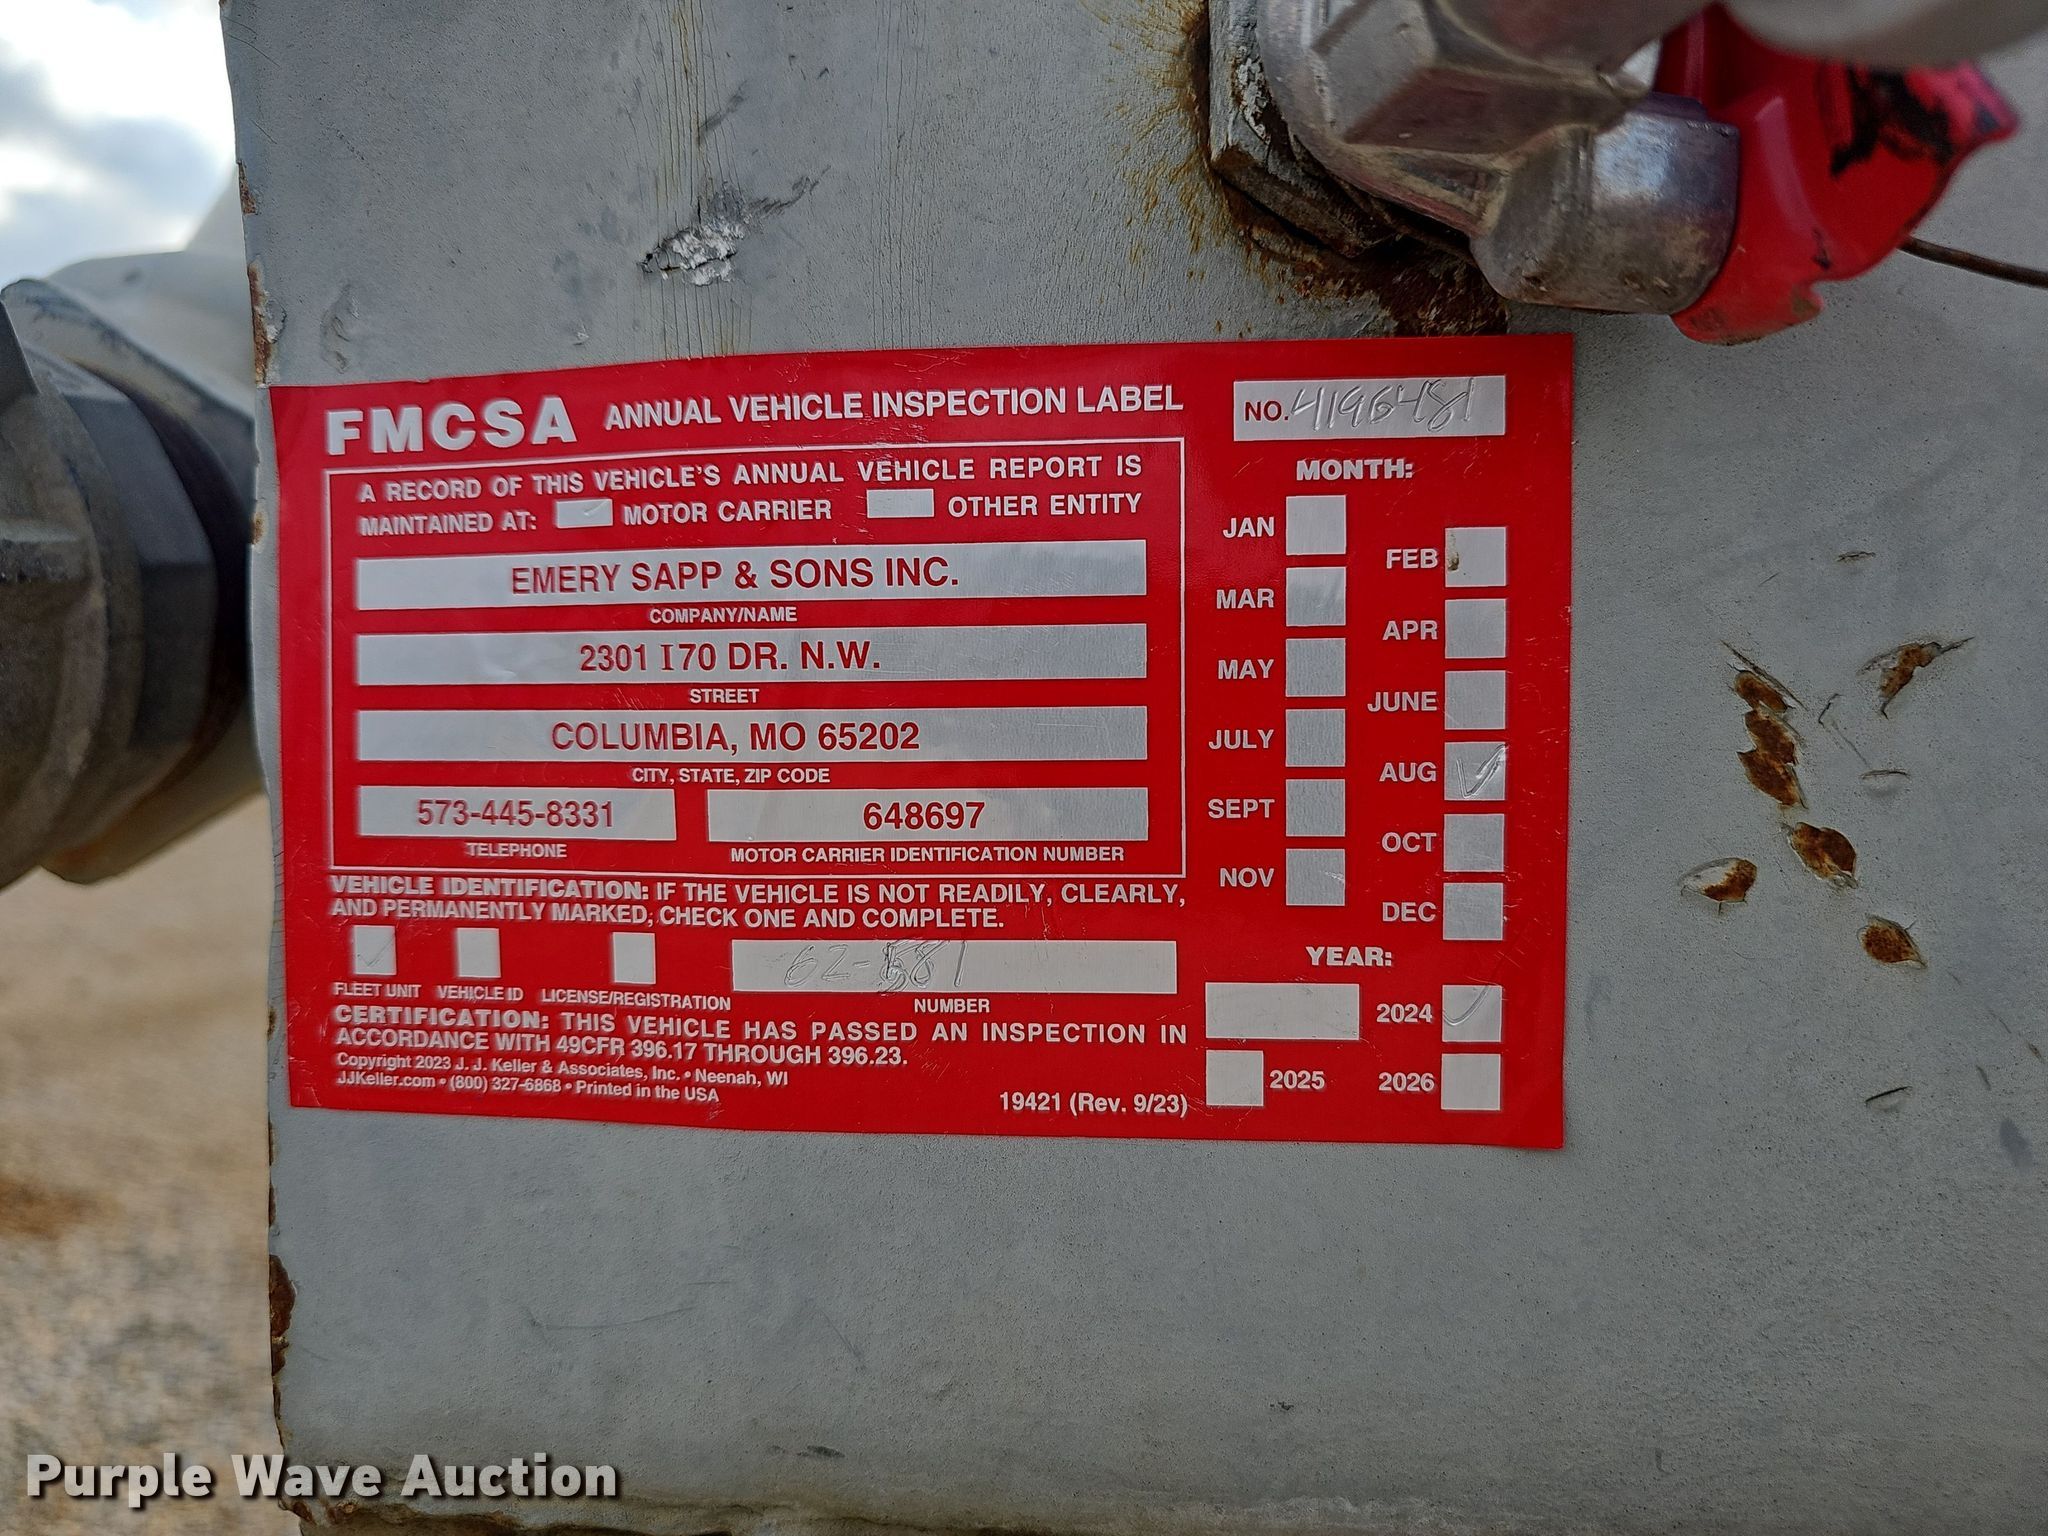 FMCSA ANNUAL VEHICLE INSPECTION LABEL
NO. 4196481
A RECORD OF THIS VEHICLE'S ANNUAL VEHICLE REPORT IS
MAINTAINED AT: MOTOR CARRIER OTHER ENTITY
EMERY SAPP & SONS INC.
COMPANY/NAME
2301 I70 DR. N.W.
STREET
COLUMBIA, MO 65202
CITY, STATE, ZIP CODE
573-445-8331 648697
TELEPHONE MOTOR CARRIER IDENTIFICATION NUMBER
VEHICLE IDENTIFICATION: IF THE VEHICLE IS NOT READILY, CLEARLY,
AND PERMANENTLY MARKED, CHECK ONE AND COMPLETE.
62-581
FLEET UNIT VEHICLE ID LICENSE/REGISTRATION NUMBER
CERTIFICATION: THIS VEHICLE HAS PASSED AN INSPECTION IN
ACCORDANCE WITH 49CFR 396.17 THROUGH 396.23.
Copyright 2023 J. J. Keller & Associates, Inc. • Neenah, WI
JJKeller.com • (800) 327-6868 • Printed in the USA
19421 (Rev. 9/23)
MONTH:
JAN
FEB
MAR
APR
MAY
JUNE
JULY
AUG
SEPT
OCT
NOV
DEC
YEAR:
2024
2025 2026
Purple Wave Auction